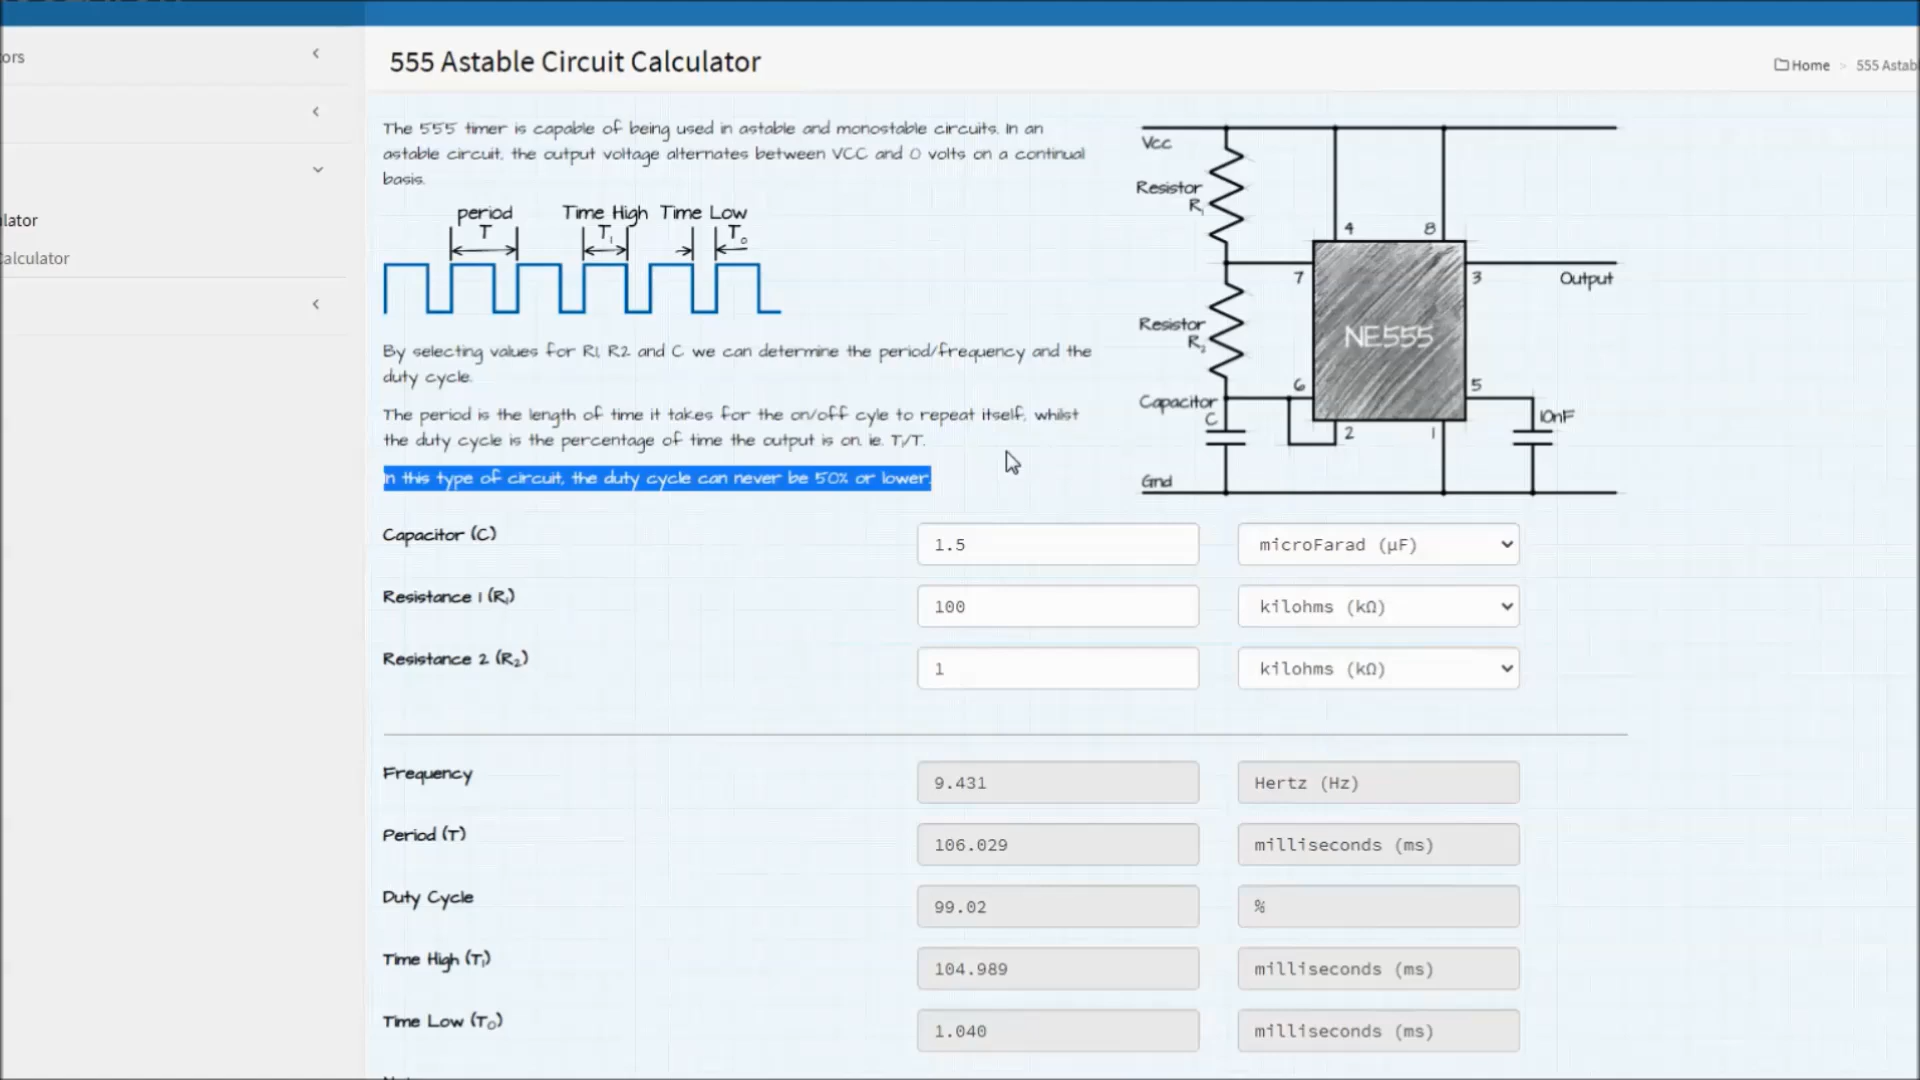 ors
555 Astable Circuit Calculator
Home > 555 Astab
lator
Calculator
The 555 timer is capable of being used in astable and monostable circuits. In an
astable circuit, the output voltage alternates between VCC and 0 volts on a continual
basis.
period
T
Time High
T1
Time Low
To
By selecting values for R1, R2 and C we can determine the period/frequency and the
duty cycle.
The period is the length of time it takes for the on/off cyle to repeat itself, whilst
the duty cycle is the percentage of time the output is on. ie. T1/T.
In this type of circuit, the duty cycle can never be 50% or lower.
Vcc
Resistor
R1
4
8
7
3
Output
Resistor
R2
NE555
6
5
Capacitor
C
2
1
10nF
Gnd
Capacitor (C) 1.5 microFarad (µF)
Resistance 1 (R1) 100 kilohms (kΩ)
Resistance 2 (R2) 1 kilohms (kΩ)
Frequency 9.431 Hertz (Hz)
Period (T) 106.029 milliseconds (ms)
Duty Cycle 99.02 %
Time High (T1) 104.989 milliseconds (ms)
Time Low (T0) 1.040 milliseconds (ms)